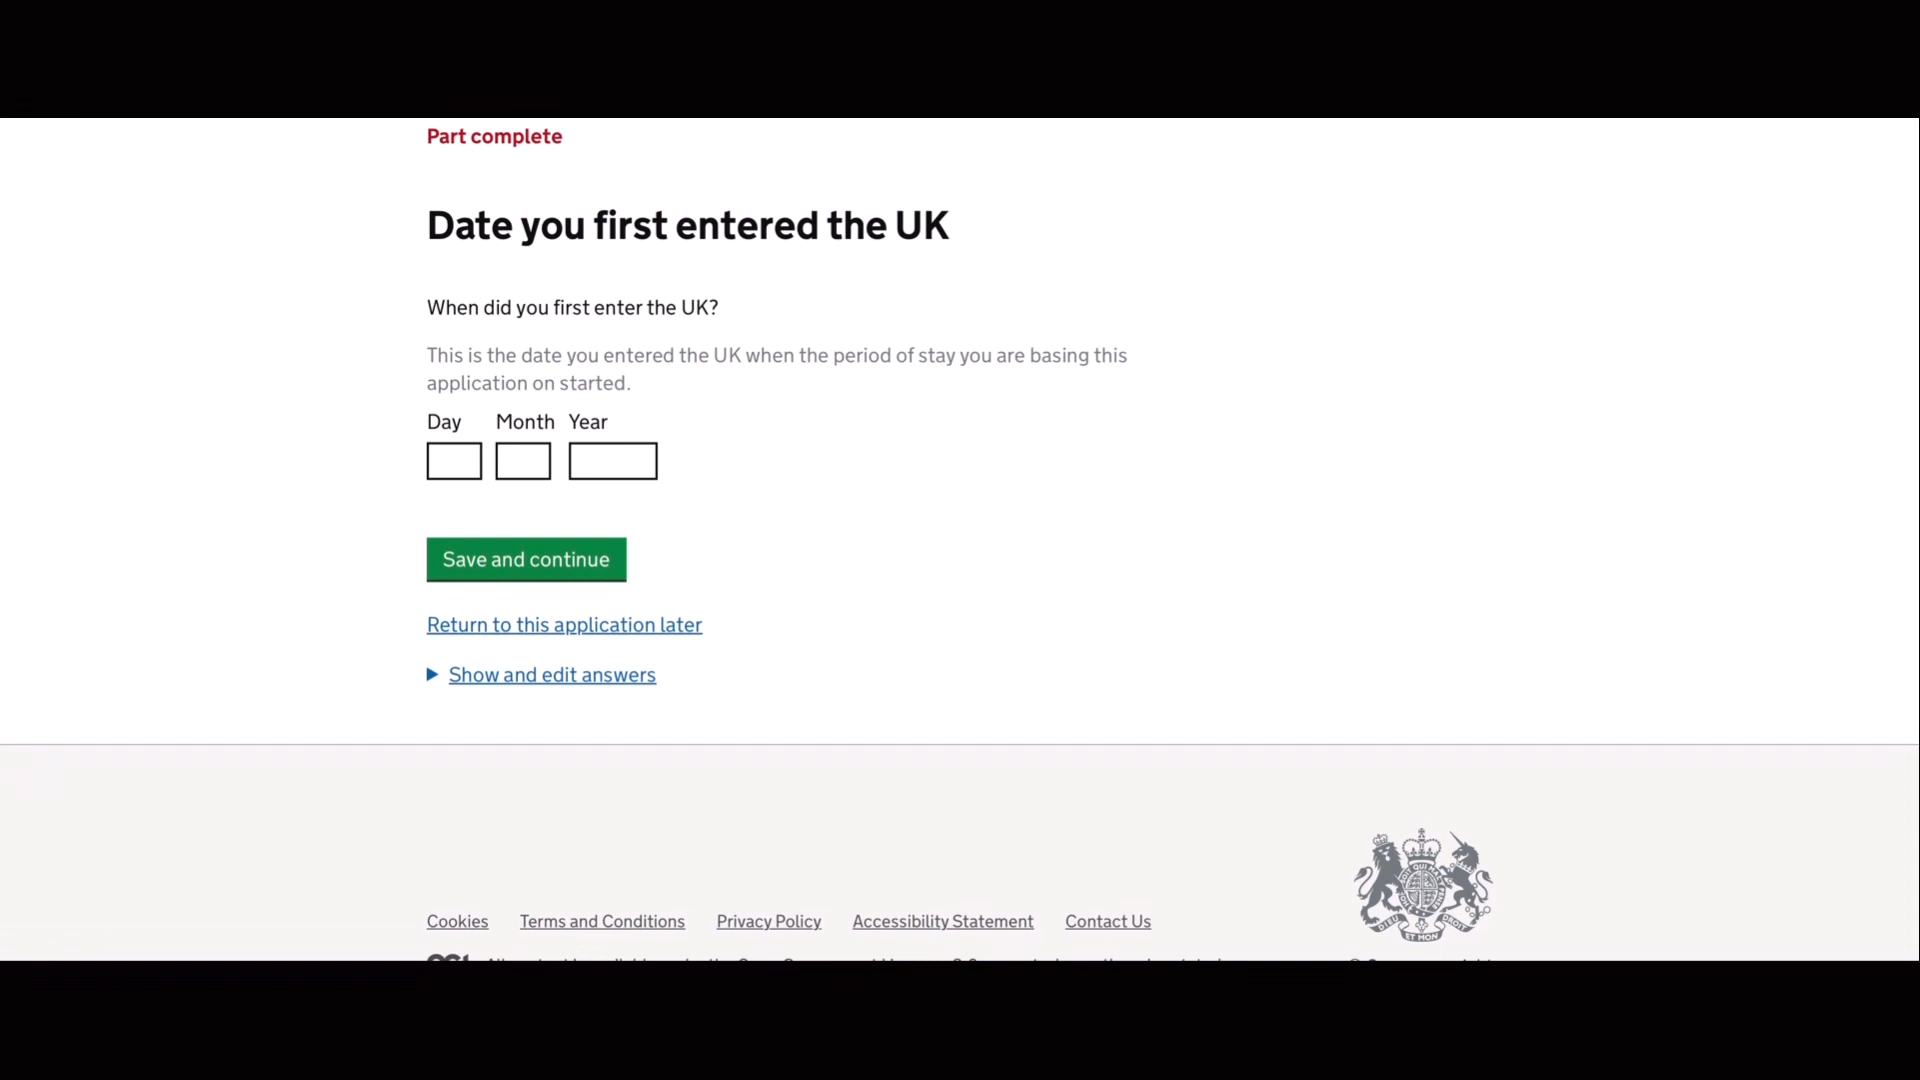 Part complete
Date you first entered the UK
When did you first enter the UK?
This is the date you entered the UK when the period of stay you are basing this
application on started.
Day Month Year
Save and continue
Return to this application later
Show and edit answers
Cookies Terms and Conditions Privacy Policy Accessibility Statement Contact Us